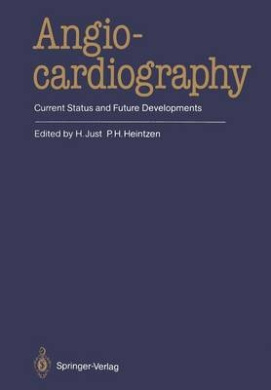 Angio-
cardiography
Current Status and Future Developments
Edited by H. Just P. H. Heintzen
Springer-Verlag